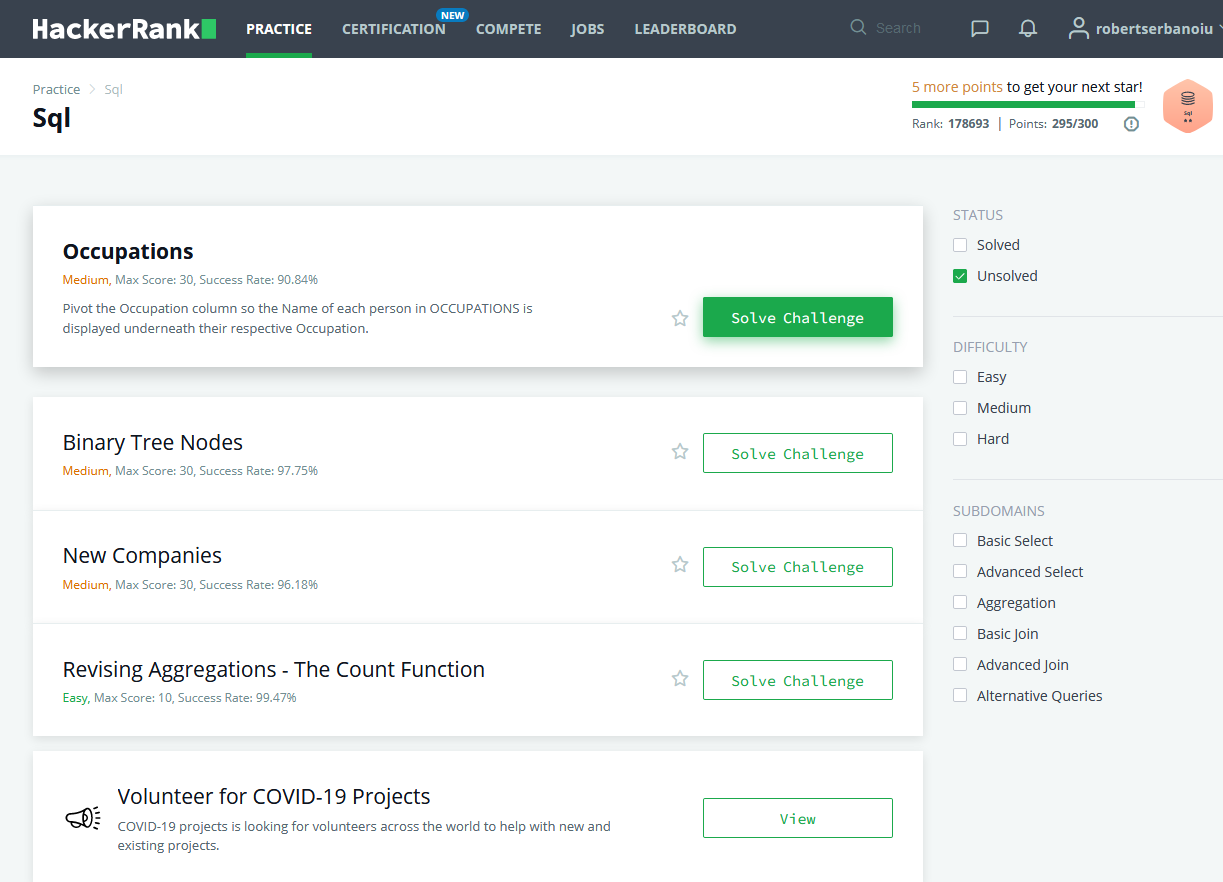 HackerRank PRACTICE CERTIFICATION NEW COMPETE JOBS LEADERBOARD Search robertserbanoiu
Practice Sql
Sql
5 more points to get your next star!
Rank: 178693 | Points: 295/300
Sql
Occupations
Medium, Max Score: 30, Success Rate: 90.84%
Pivot the Occupation column so the Name of each person in OCCUPATIONS is
displayed underneath their respective Occupation.
Solve Challenge
Binary Tree Nodes
Medium, Max Score: 30, Success Rate: 97.75%
Solve Challenge
New Companies
Medium, Max Score: 30, Success Rate: 96.18%
Solve Challenge
Revising Aggregations - The Count Function
Easy, Max Score: 10, Success Rate: 99.47%
Solve Challenge
Volunteer for COVID-19 Projects
COVID-19 projects is looking for volunteers across the world to help with new and
existing projects.
View
STATUS
Solved
Unsolved
DIFFICULTY
Easy
Medium
Hard
SUBDOMAINS
Basic Select
Advanced Select
Aggregation
Basic Join
Advanced Join
Alternative Queries